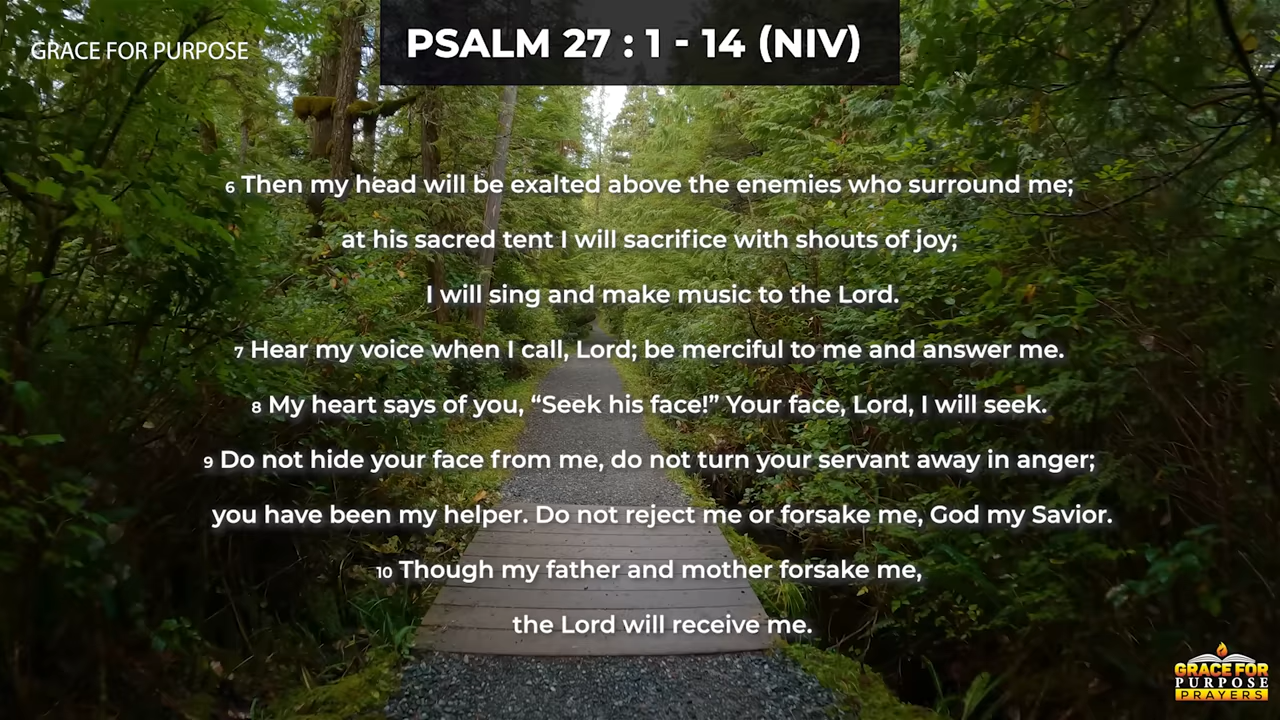 GRACE FOR PURPOSE
PSALM 27 : 1 - 14 (NIV)
6 Then my head will be exalted above the enemies who surround me;
at his sacred tent I will sacrifice with shouts of joy;
I will sing and make music to the Lord.
7 Hear my voice when I call, Lord; be merciful to me and answer me.
8 My heart says of you, “Seek his face!” Your face, Lord, I will seek.
9 Do not hide your face from me, do not turn your servant away in anger;
you have been my helper. Do not reject me or forsake me, God my Savior.
10 Though my father and mother forsake me,
the Lord will receive me.
GRACE FOR
PURPOSE
PRAYERS